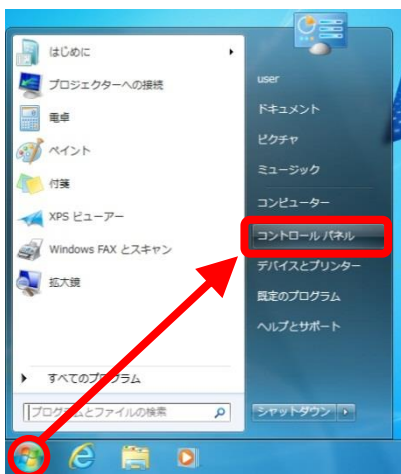 はじめに
プロジェクターへの接続
電卓
ペイント
付箋
XPS ビューアー
Windows FAX とスキャン
拡大鏡
すべてのプログラム
プログラムとファイルの検索
user
ドキュメント
ピクチャ
ミュージック
コンピューター
コントロール パネル
デバイスとプリンター
既定のプログラム
ヘルプとサポート
シャットダウン